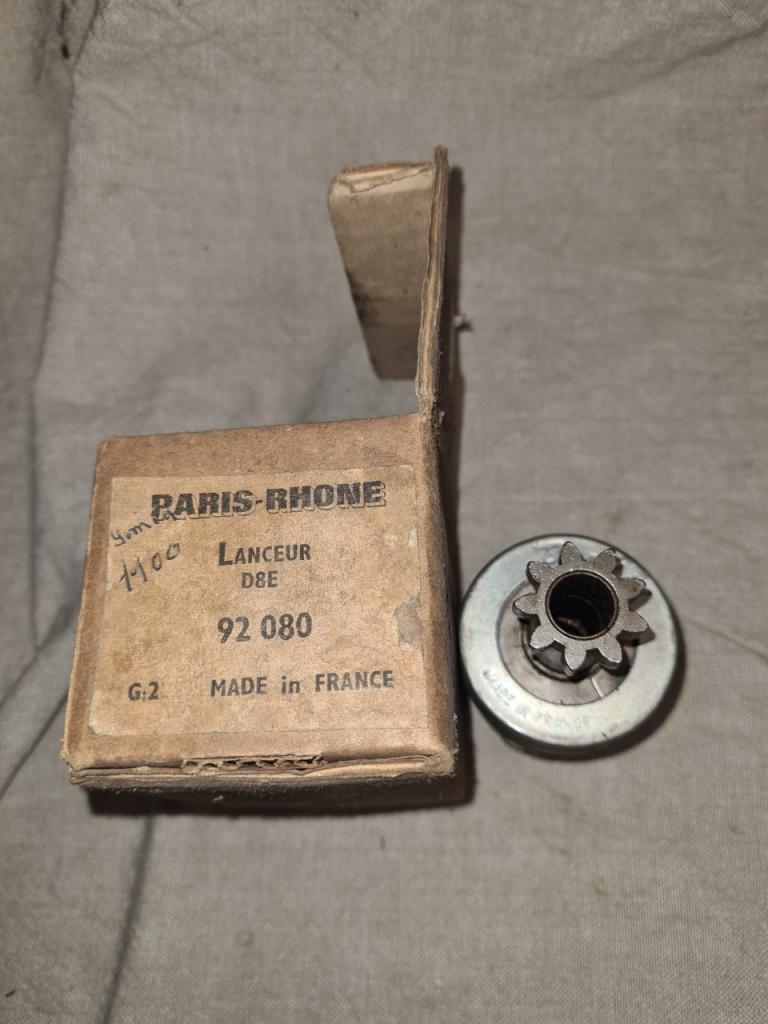 PARIS-RHONE
Simca
1100
LANCEUR
D8E
92 080
G:2 MADE in FRANCE
MADE IN FRANCE